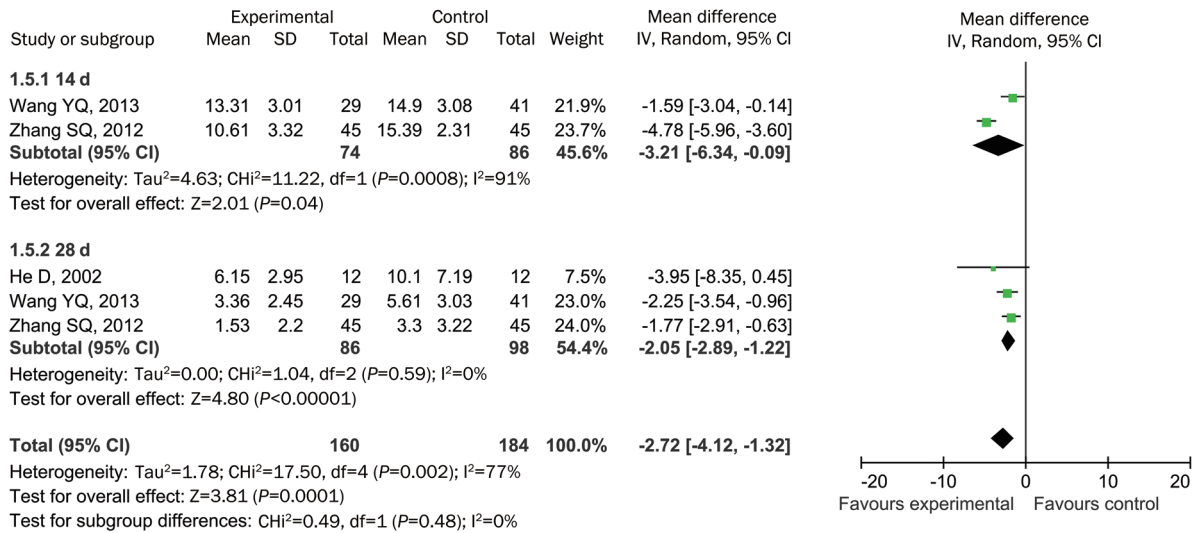 Experimental Control Mean difference Mean difference
Study or subgroup Mean SD Total Mean SD Total Weight IV, Random, 95% CI IV, Random, 95% CI
1.5.1 14 d
Wang YQ, 2013 13.31 3.01 29 14.9 3.08 41 21.9% -1.59 [-3.04, -0.14]
Zhang SQ, 2012 10.61 3.32 45 15.39 2.31 45 23.7% -4.78 [-5.96, -3.60]
Subtotal (95% CI) 74 86 45.6% -3.21 [-6.34, -0.09]
Heterogeneity: Tau²=4.63; CHi²=11.22, df=1 (P=0.0008); I²=91%
Test for overall effect: Z=2.01 (P=0.04)
1.5.2 28 d
He D, 2002 6.15 2.95 12 10.1 7.19 12 7.5% -3.95 [-8.35, 0.45]
Wang YQ, 2013 3.36 2.45 29 5.61 3.03 41 23.0% -2.25 [-3.54, -0.96]
Zhang SQ, 2012 1.53 2.2 45 3.3 3.22 45 24.0% -1.77 [-2.91, -0.63]
Subtotal (95% CI) 86 98 54.4% -2.05 [-2.89, -1.22]
Heterogeneity: Tau²=0.00; CHi²=1.04, df=2 (P=0.59); I²=0%
Test for overall effect: Z=4.80 (P<0.00001)
Total (95% CI) 160 184 100.0% -2.72 [-4.12, -1.32]
Heterogeneity: Tau²=1.78; CHi²=17.50, df=4 (P=0.002); I²=77%
Test for overall effect: Z=3.81 (P=0.0001)
Test for subgroup differences: CHi²=0.49, df=1 (P=0.48); I²=0%
-20 -10 0 10 20
Favours experimental Favours control